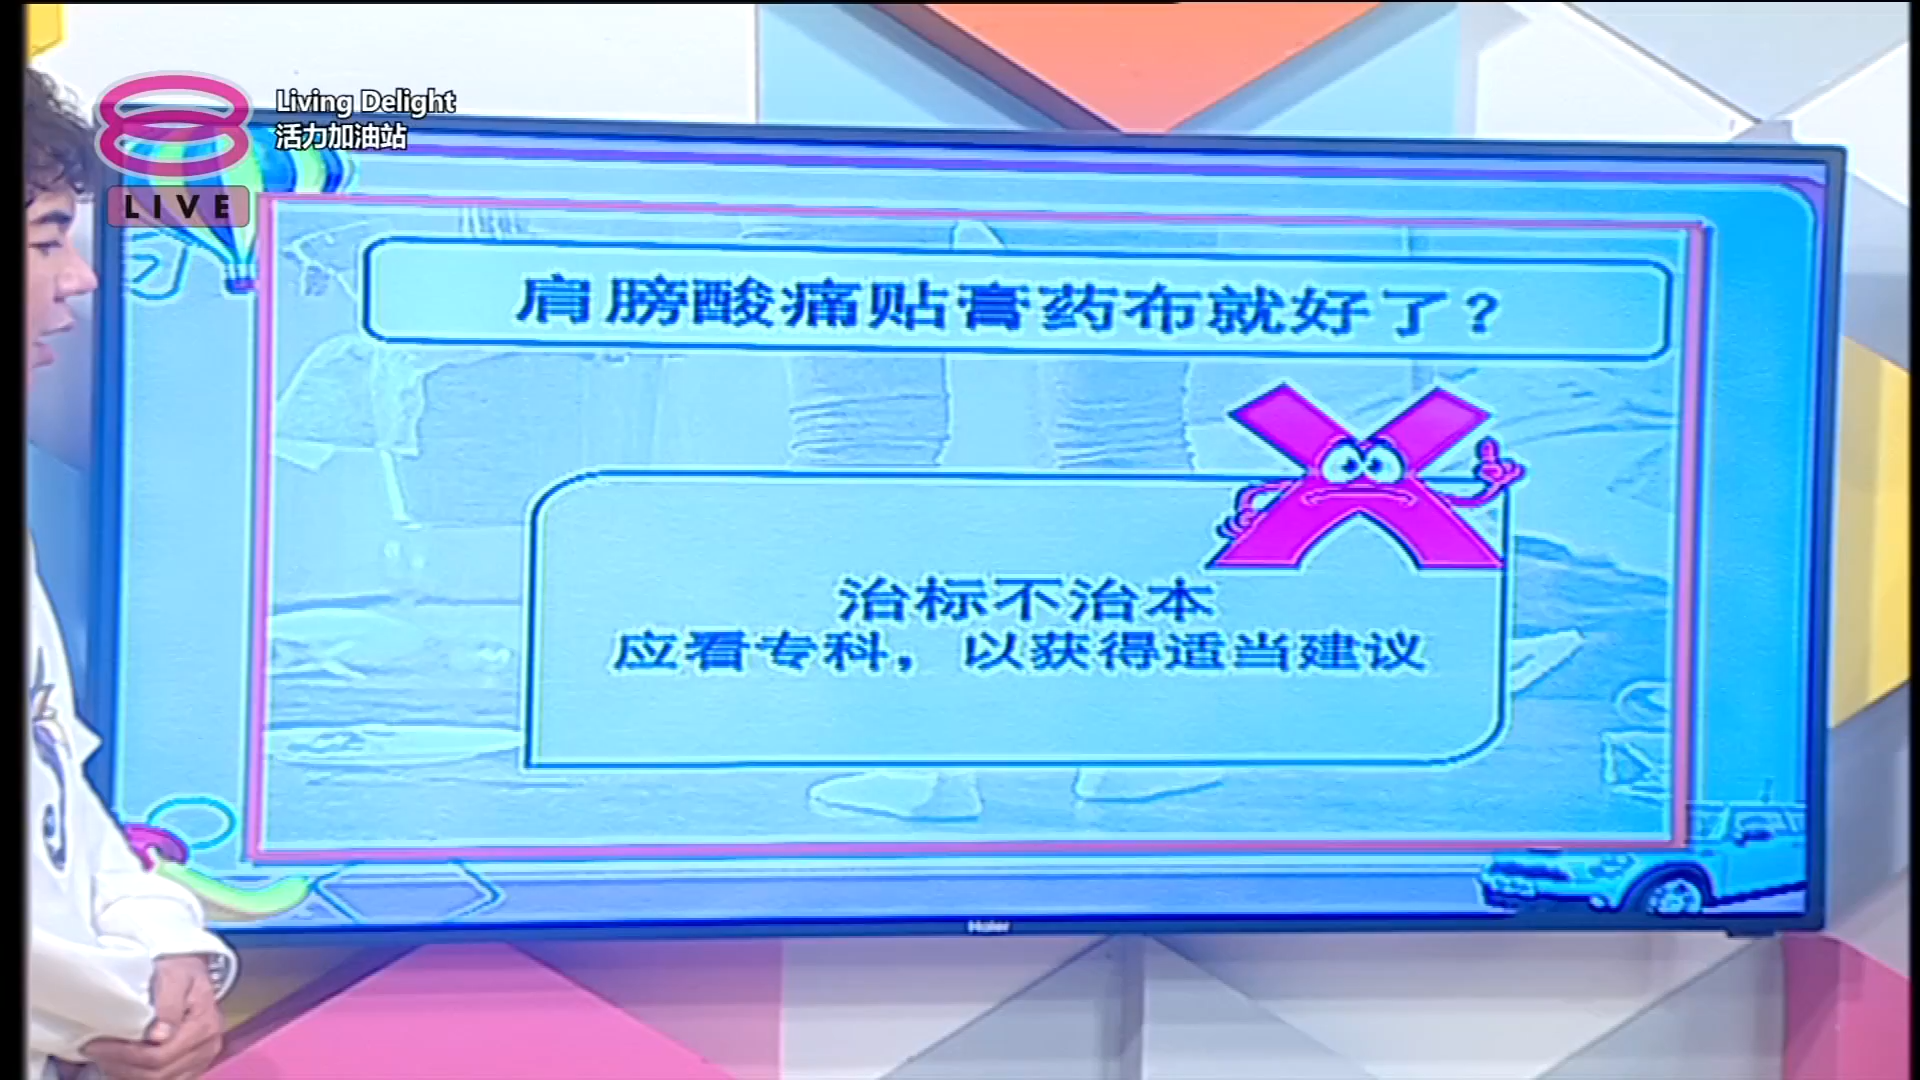 Living Delight
活力加油站
LIVE
肩膀酸痛贴膏药布就好了?
治标不治本
应看专科，以获得适当建议
Haier